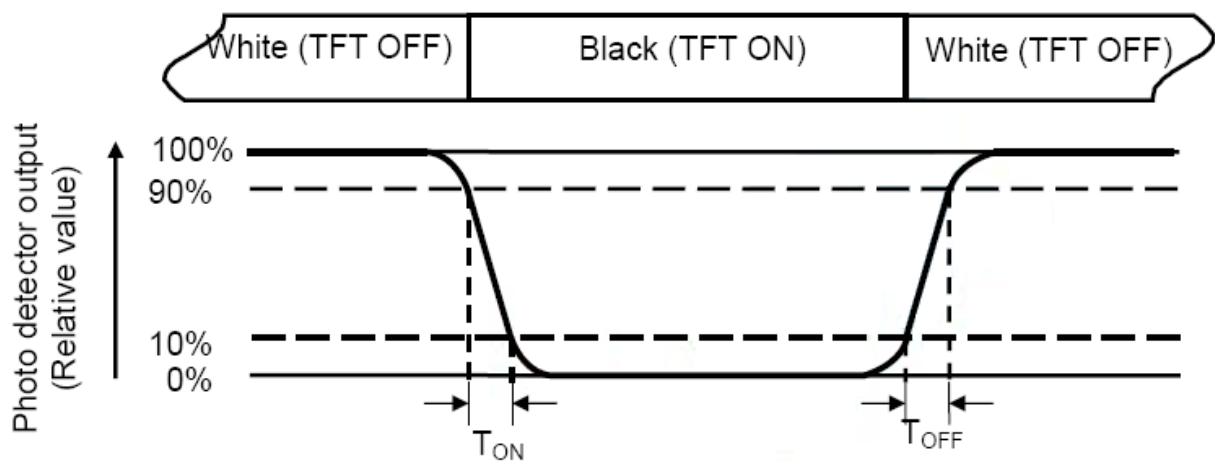 White (TFT OFF)
Black (TFT ON)
White (TFT OFF)
Photo detector output
(Relative value)
100%
90%
10%
0%
TON
TOFF